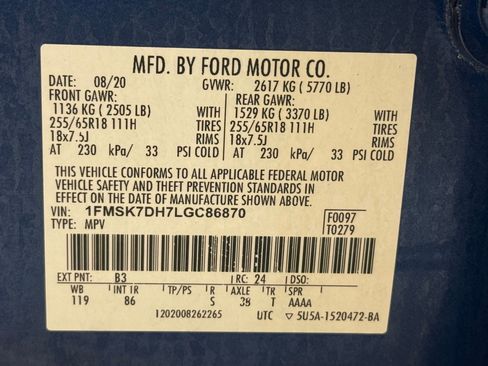 MFD. BY FORD MOTOR CO.
DATE: 08/20 GVWR: 2617 KG ( 5770 LB)
FRONT GAWR: REAR GAWR:
1136 KG ( 2505 LB) WITH 1529 KG ( 3370 LB) WITH
255/65R18 111H TIRES 255/65R18 111H TIRES
18x7.5J RIMS 18x7.5J RIMS
AT 230 kPa/ 33 PSI COLD AT 230 kPa/ 33 PSI COLD
THIS VEHICLE CONFORMS TO ALL APPLICABLE FEDERAL MOTOR
VEHICLE SAFETY AND THEFT PREVENTION STANDARDS IN
EFFECT ON THE DATE OF MANUFACTURE SHOWN ABOVE.
VIN: 1FMSK7DH7LGC86870 F0097
TYPE: MPV T0279
EXT PNT: B3 RC: 24 DSO:
WB INT TR TP/PS R AXLE TR SPR
119 86 S 38 T AAAA
1202008262265 UTC ▽ 5U5A-1520472-BA